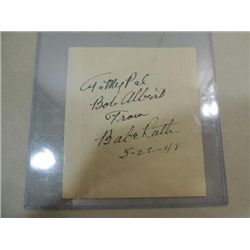 To My Pal
Bob Albert
From
Babe Ruth
5-22-48